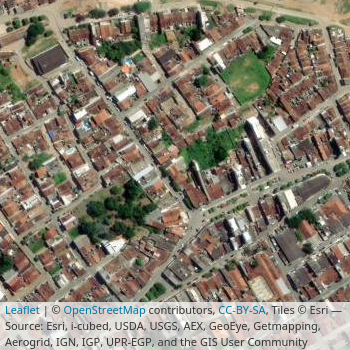 Leaflet | © OpenStreetMap contributors, CC-BY-SA, Tiles © Esri —
Source: Esri, i-cubed, USDA, USGS, AEX, GeoEye, Getmapping,
Aerogrid, IGN, IGP, UPR-EGP, and the GIS User Community